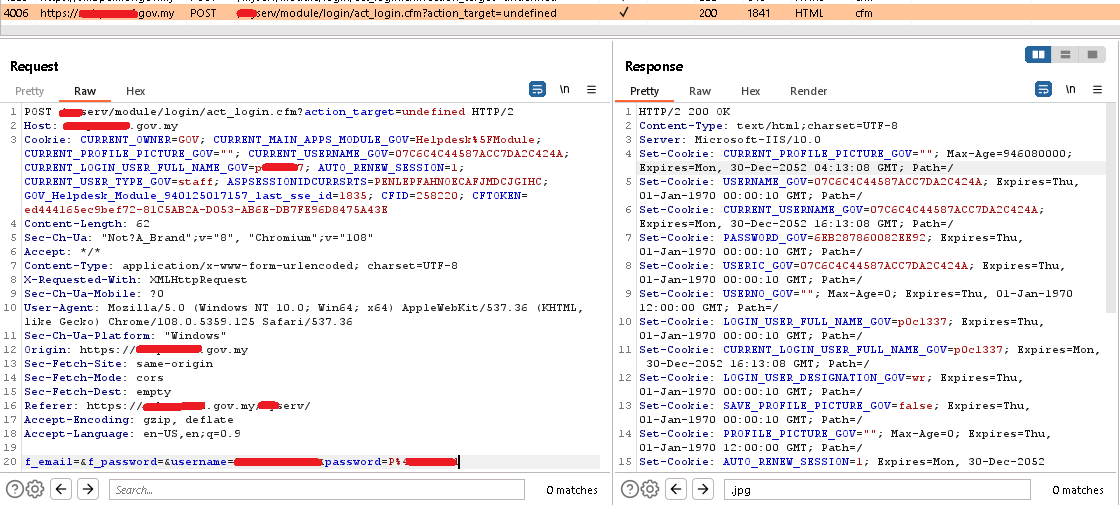 4006 https:// gov.my POST serv/module/login/act_login.cfm?action_target=undefined ✓ 200 1841 HTML cfm
Request
Pretty Raw Hex
\n
1 POST serv/module/login/act_login.cfm?action_target=undefined HTTP/2
2 Host: .gov.my
3 Cookie: CURRENT_OWNER=GOV; CURRENT_MAIN_APPS_MODULE_GOV=Helpdesk%5FModule;
CURRENT_PROFILE_PICTURE_GOV=""; CURRENT_USERNAME_GOV=07C6C4C44587ACC7DA2C424A;
CURRENT_LOGIN_USER_FULL_NAME_GOV=p 7; AUTO_RENEW_SESSION=1;
CURRENT_USER_TYPE_GOV=staff; ASPSESSIONIDCURRSRTS=PENLEPFAHNOECAFJMDCJGIHC;
GOV_Helpdesk_Module_940125017157_last_sse_id=1835; CFID=258220; CFTOKEN=
ed444165ec9bef72-81C5AB2A-D053-AB6E-DB7FE96D8475A43E
4 Content-Length: 62
5 Sec-Ch-Ua: "Not?A_Brand";v="8", "Chromium";v="108"
6 Accept: */*
7 Content-Type: application/x-www-form-urlencoded; charset=UTF-8
8 X-Requested-With: XMLHttpRequest
9 Sec-Ch-Ua-Mobile: ?0
10 User-Agent: Mozilla/5.0 (Windows NT 10.0; Win64; x64) AppleWebKit/537.36 (KHTML,
like Gecko) Chrome/108.0.5359.125 Safari/537.36
11 Sec-Ch-Ua-Platform: "Windows"
12 Origin: https:// .gov.my
13 Sec-Fetch-Site: same-origin
14 Sec-Fetch-Mode: cors
15 Sec-Fetch-Dest: empty
16 Referer: https:// .gov.my/ serv/
17 Accept-Encoding: gzip, deflate
18 Accept-Language: en-US,en;q=0.9
19
20 f_email=&f_password=&username= &password=P%4
Search... 0 matches
Response
Pretty Raw Hex Render
\n
1 HTTP/2 200 OK
2 Content-Type: text/html;charset=UTF-8
3 Server: Microsoft-IIS/10.0
4 Set-Cookie: CURRENT_PROFILE_PICTURE_GOV=""; Max-Age=946080000;
Expires=Mon, 30-Dec-2052 04:13:08 GMT; Path=/
5 Set-Cookie: USERNAME_GOV=07C6C4C44587ACC7DA2C424A; Expires=Thu,
01-Jan-1970 00:00:10 GMT; Path=/
6 Set-Cookie: CURRENT_USERNAME_GOV=07C6C4C44587ACC7DA2C424A;
Expires=Mon, 30-Dec-2052 16:13:08 GMT; Path=/
7 Set-Cookie: PASSWORD_GOV=6EB287860082EE92; Expires=Thu,
01-Jan-1970 00:00:10 GMT; Path=/
8 Set-Cookie: USERIC_GOV=07C6C4C44587ACC7DA2C424A; Expires=Thu,
01-Jan-1970 00:00:10 GMT; Path=/
9 Set-Cookie: USERNO_GOV=""; Max-Age=0; Expires=Thu, 01-Jan-1970
12:00:00 GMT; Path=/
10 Set-Cookie: LOGIN_USER_FULL_NAME_GOV=p0c1337; Expires=Thu,
01-Jan-1970 00:00:10 GMT; Path=/
11 Set-Cookie: CURRENT_LOGIN_USER_FULL_NAME_GOV=p0c1337; Expires=Mon,
30-Dec-2052 16:13:08 GMT; Path=/
12 Set-Cookie: LOGIN_USER_DESIGNATION_GOV=wr; Expires=Thu,
01-Jan-1970 00:00:10 GMT; Path=/
13 Set-Cookie: SAVE_PROFILE_PICTURE_GOV=false; Expires=Thu,
01-Jan-1970 00:00:10 GMT; Path=/
14 Set-Cookie: PROFILE_PICTURE_GOV=""; Max-Age=0; Expires=Thu,
01-Jan-1970 12:00:00 GMT; Path=/
15 Set-Cookie: AUTO_RENEW_SESSION=1; Expires=Mon, 30-Dec-2052
.jpg 0 matches